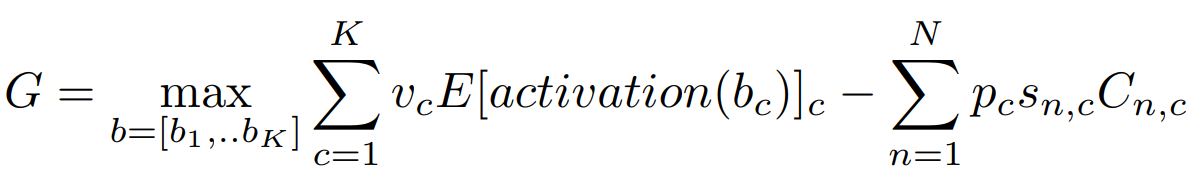 G = \max_{b=[b_1,..b_K]} \sum_{c=1}^{K} v_c E[activation(b_c)]_c - \sum_{n=1}^{N} p_c s_{n,c} C_{n,c}